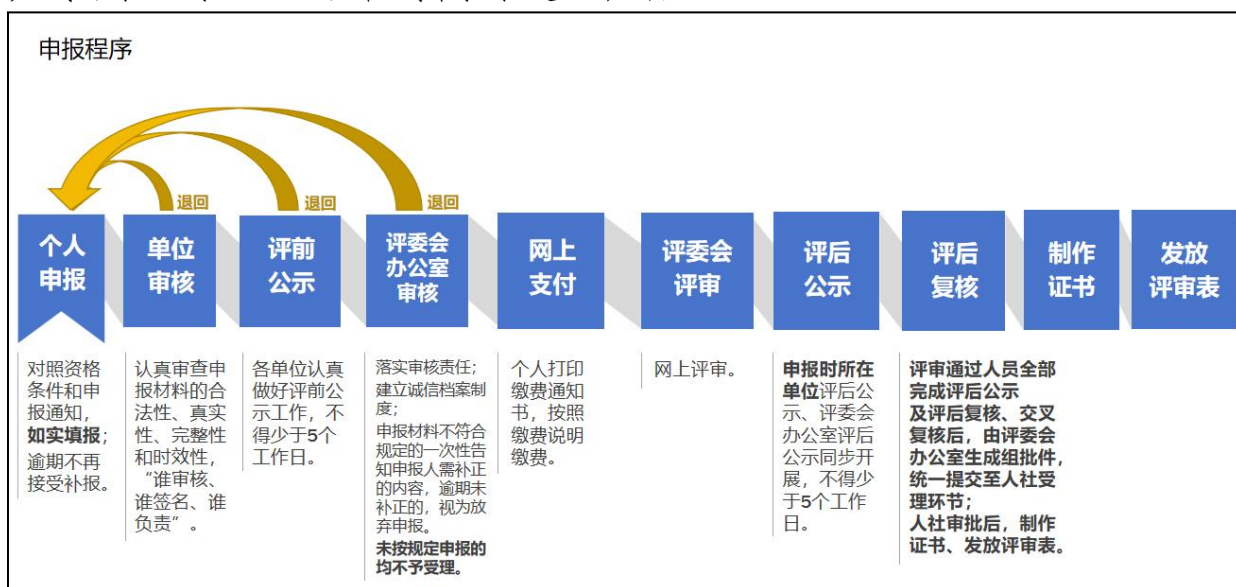 申报程序
退回
退回
退回
个人
申报
单位
审核
评前
公示
评委会
办公室
审核
网上
支付
评委会
评审
评后
公示
评后
复核
制作
证书
发放
评审表
对照资格
条件和申
报通知，
如实填报；
逾期不再
接受补报。
认真审查申
报材料的合
法性、真实
性、完整性
和时效性，
“谁审核、
谁签名、谁
负责”。
各单位认真
做好评前公
示工作，不
得少于5个
工作日。
落实审核责任；
建立诚信档案制
度；
申报材料不符合
规定的一次性告
知申报人需补正
的内容，逾期未
补正的，视为放
弃申报。
未按规定申报的
均不予受理。
个人打印
缴费通知
书，按照
缴费说明
缴费。
网上评审。
申报时所在
单位评后公
示、评委会
办公室评后
公示同步开
展，不得少
于5个工作
日。
评审通过人员全部
完成评后公示
及评后复核、交叉
复核后，由评委会
办公室生成组批件，
统一提交至人社受
理环节；
人社审批后，制作
证书、发放评审表。